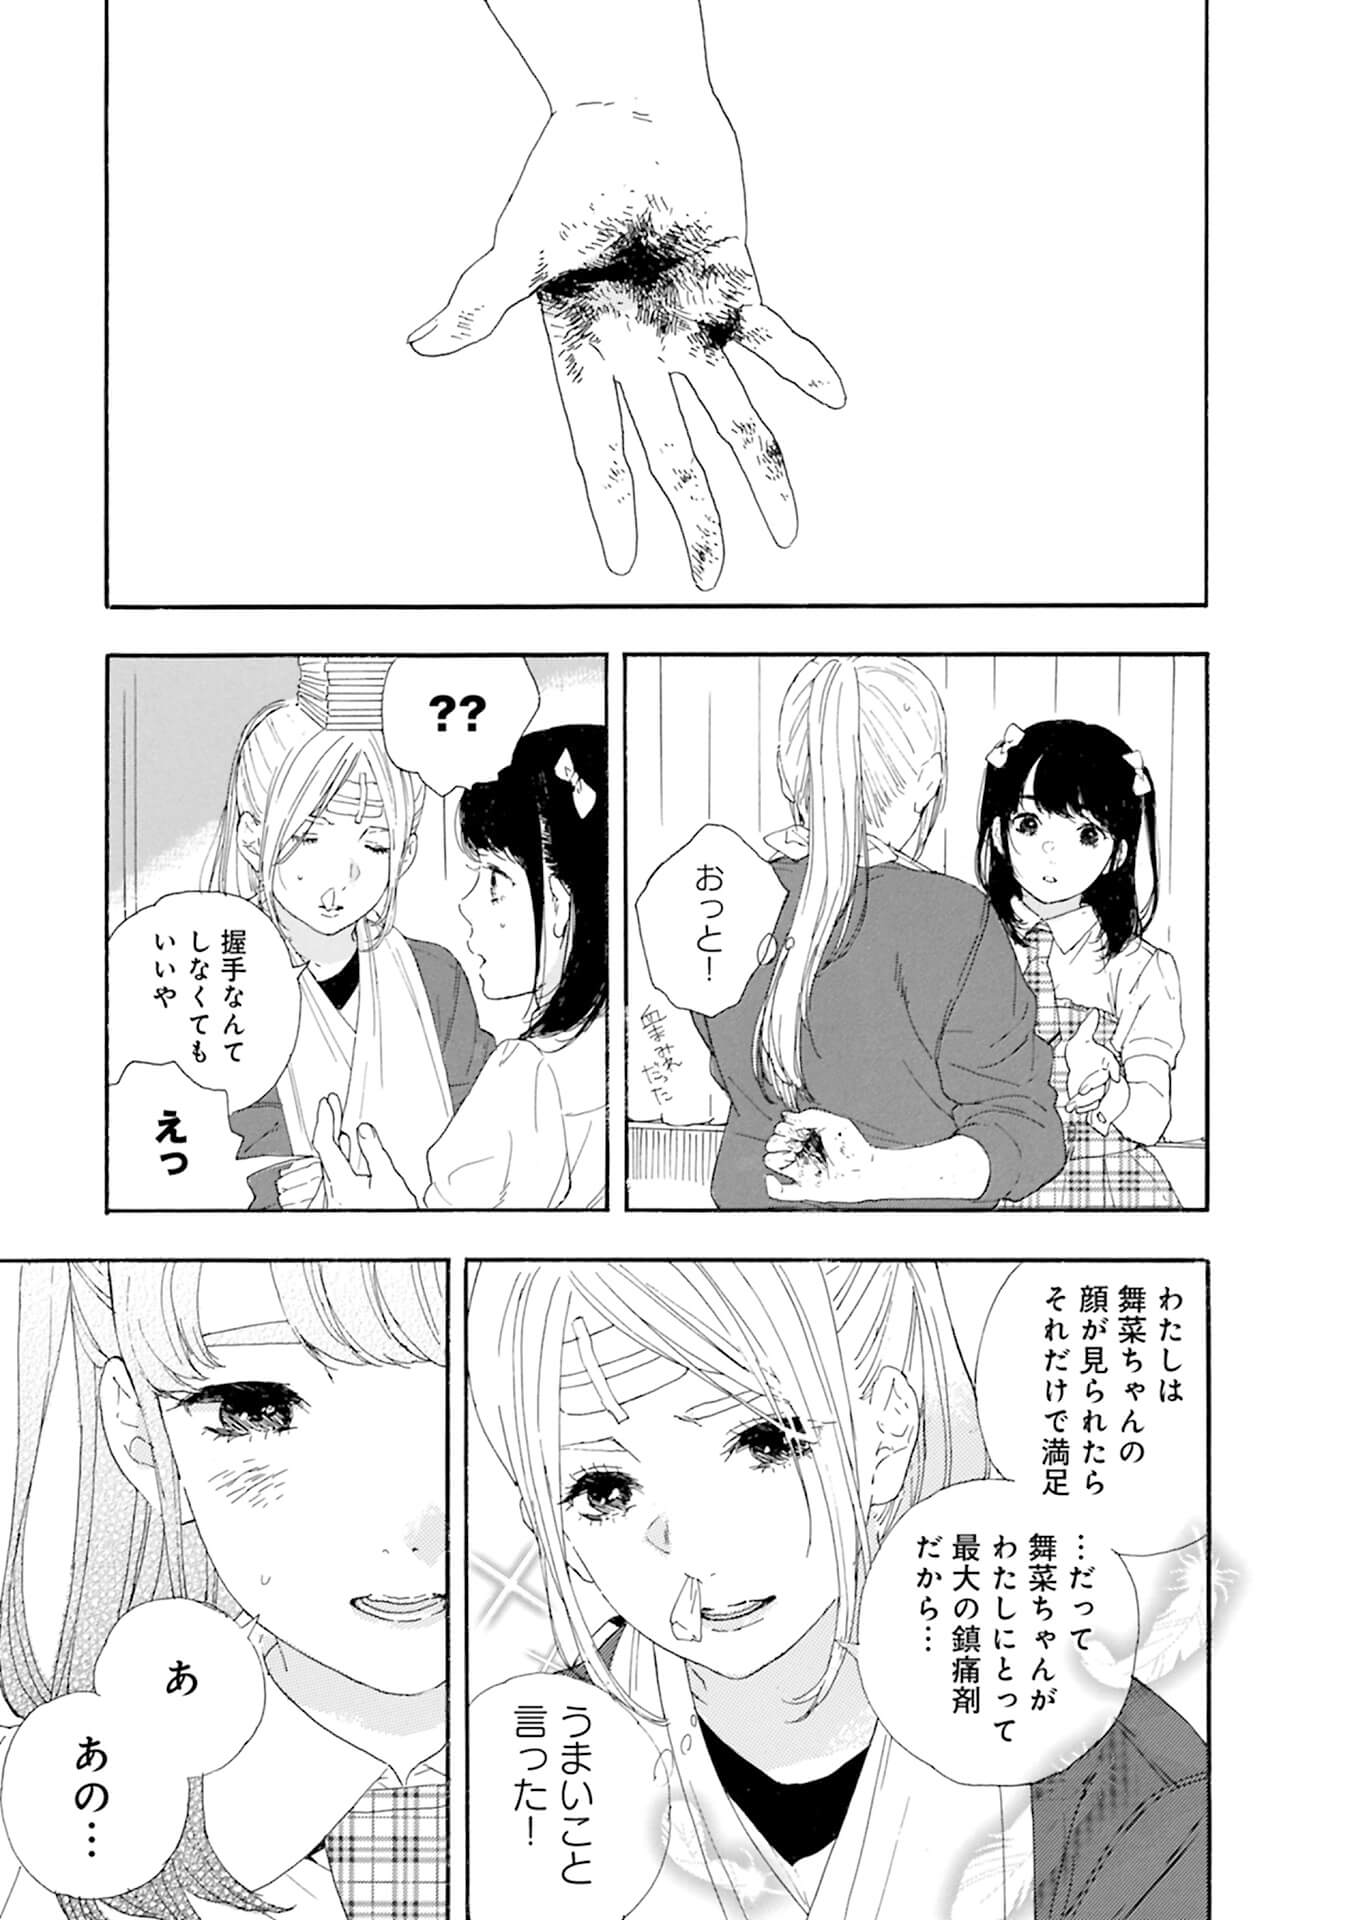 おっと！
血まみれ
だった
??
握手なんて
しなくても
いいや
えっ
わたしは
舞菜ちゃんの
顔が見られたら
それだけで満足
…だって
舞菜ちゃんが
わたしにとって
最大の鎮痛剤
だから…
うまいこと
言った！
あ
あの…